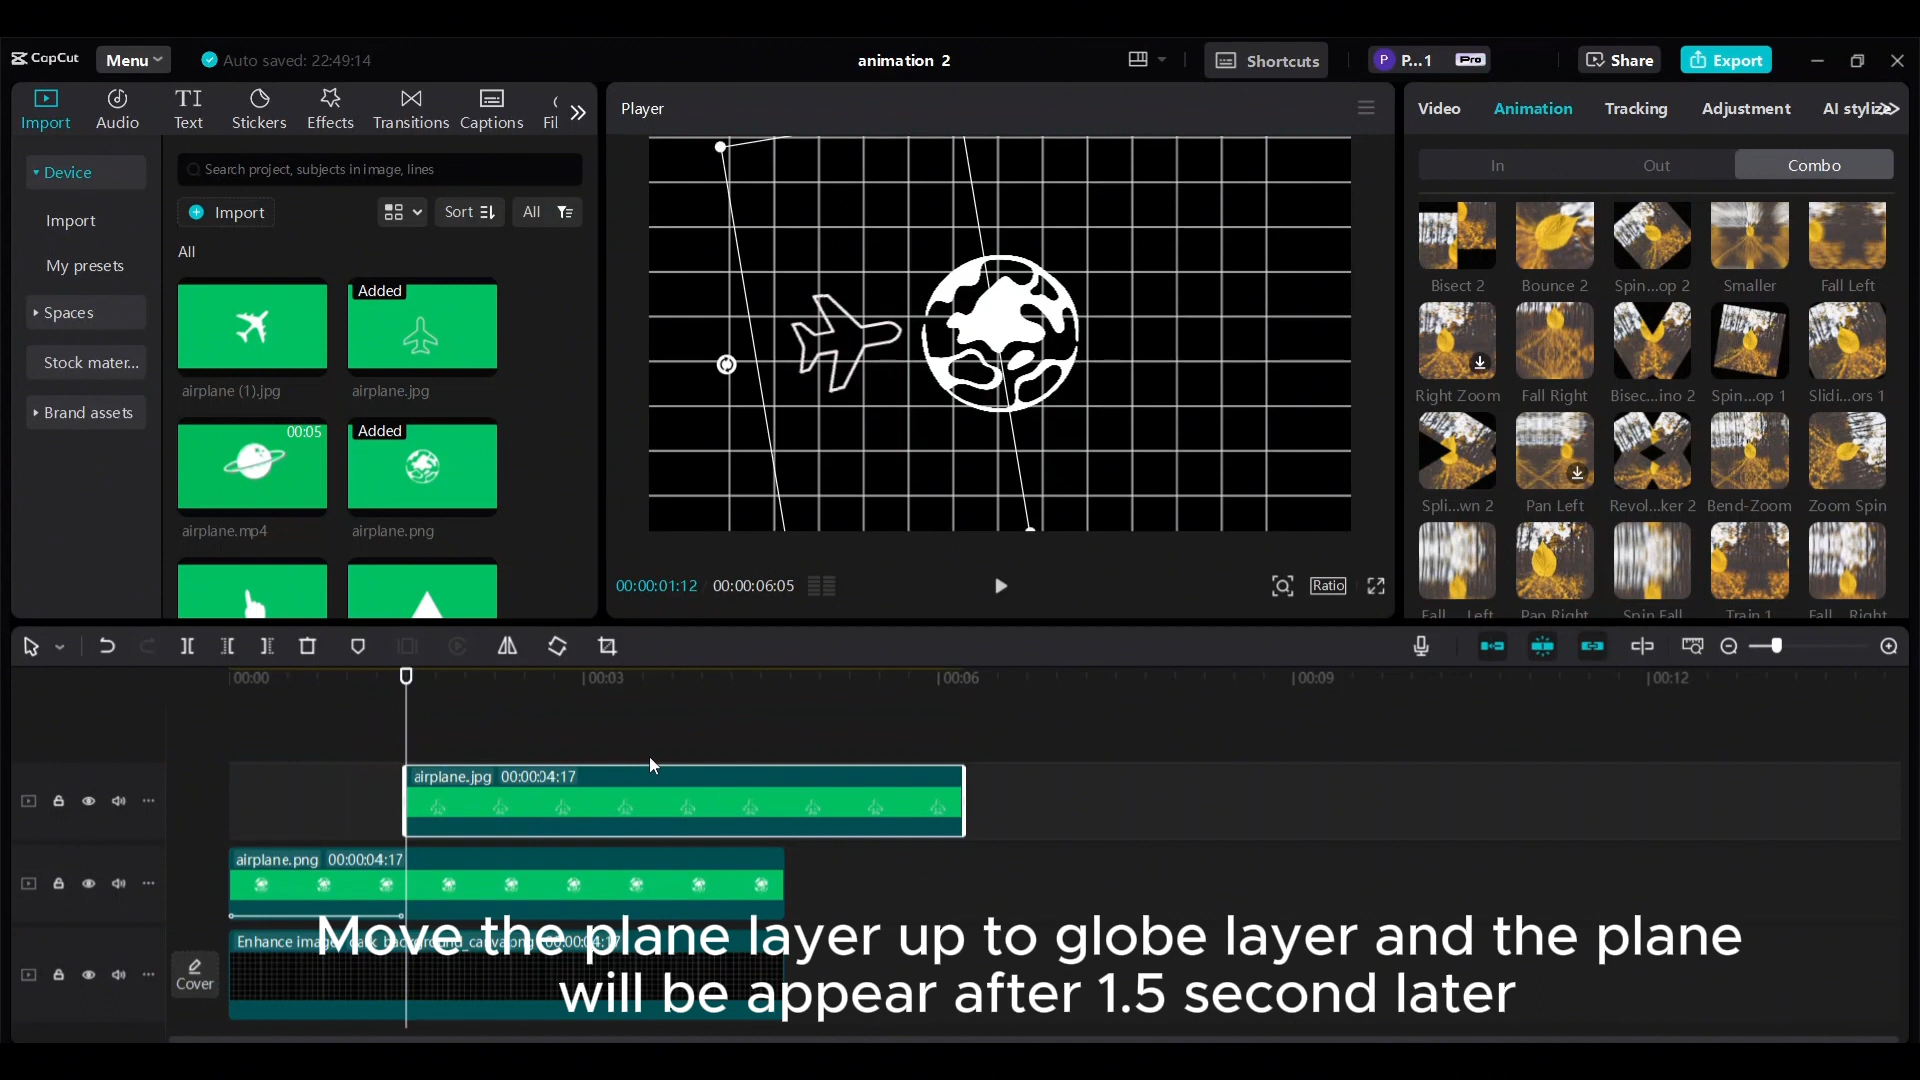 CapCut
Menu
Auto saved: 22:49:14
animation 2
Shortcuts
P
P...1
Pro
Share
Export
Import
Audio
Text
Stickers
Effects
Transitions
Captions
Fil
Player
Video
Animation
Tracking
Adjustment
Device
Import
My presets
Spaces
Stock mater...
Brand assets
Search project, subjects in image, lines
Import
Sort
All
All
airplane (1).jpg
Added
airplane.jpg
00:05
airplane.mp4
Added
airplane.png
00:00:01:12
00:00:06:05
Ratio
In
Out
Combo
Bisect 2
Bounce 2
Spin...op 2
Smaller
Fall Left
Right Zoom
Fall Right
Bisec...ino 2
Spin...op 1
Slidi...ors 1
Spli...wn 2
Pan Left
Revol...ker 2
Bend-Zoom
Zoom Spin
Fall ... Left
Pan Right
Spin Fall
Train 1
Fall... Right
00:00
00:03
00:06
00:09
00:12
airplane.jpg 00:00:04:17
airplane.png 00:00:04:17
Cover
Move the plane layer up to globe layer and the plane
will be appear after 1.5 second later